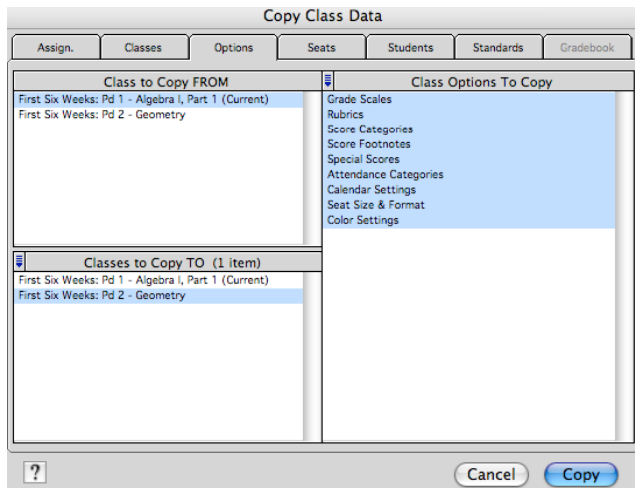 Copy Class Data
Assign. Classes Options Seats Students Standards Gradebook
Class to Copy FROM
First Six Weeks: Pd 1 - Algebra I, Part 1 (Current)
First Six Weeks: Pd 2 - Geometry
Classes to Copy TO (1 item)
First Six Weeks: Pd 1 - Algebra I, Part 1 (Current)
First Six Weeks: Pd 2 - Geometry
Class Options To Copy
Grade Scales
Rubrics
Score Categories
Score Footnotes
Special Scores
Attendance Categories
Calendar Settings
Seat Size & Format
Color Settings
?
Cancel Copy